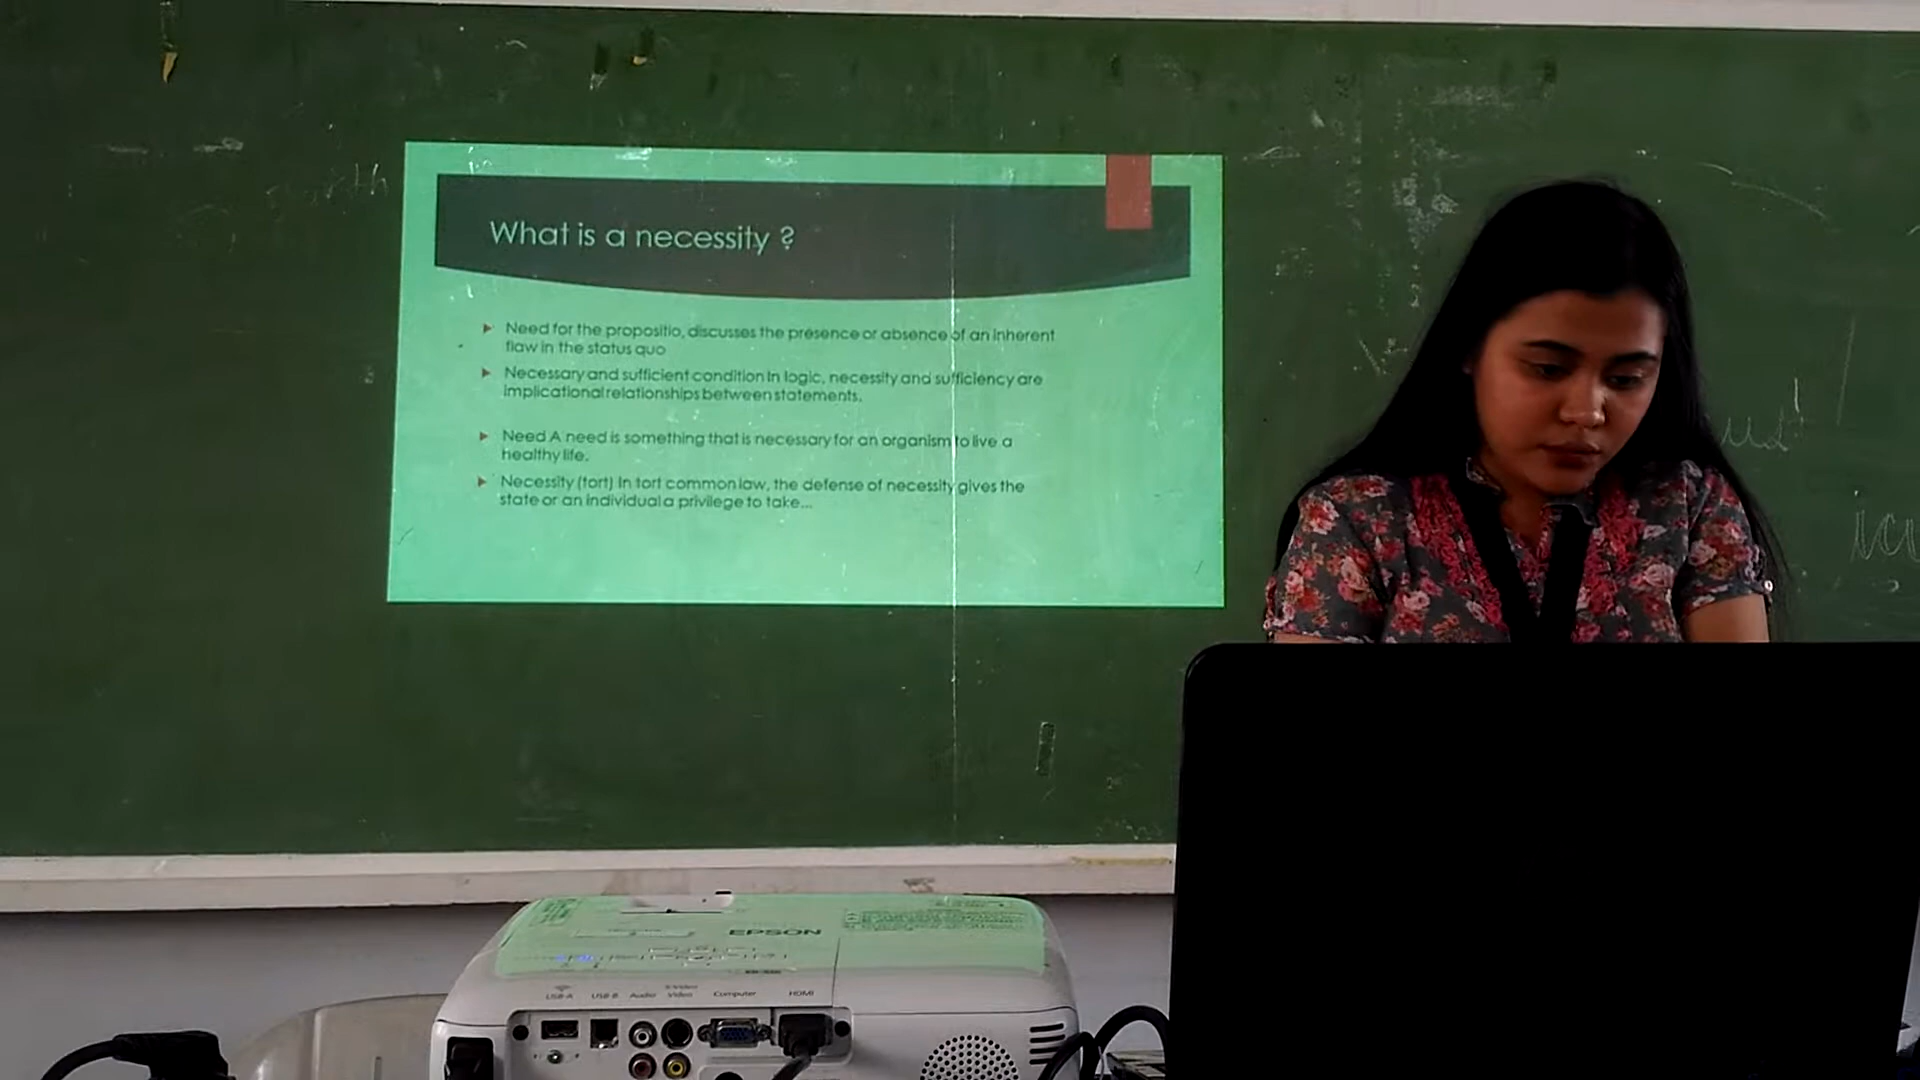 What is a necessity ?
Need for the propositio, discusses the presence or absence of an inherent
flaw in the status quo
Necessary and sufficient condition In logic, necessity and sufficiency are
implicational relationships between statements.
Need A need is something that is necessary for an organism to live a
healthy life.
Necessity (tort) In tort common law, the defense of necessity gives the
state or an individual a privilege to take...
EPSON
USB-A USB-B Audio S-Video Video Computer HDMI